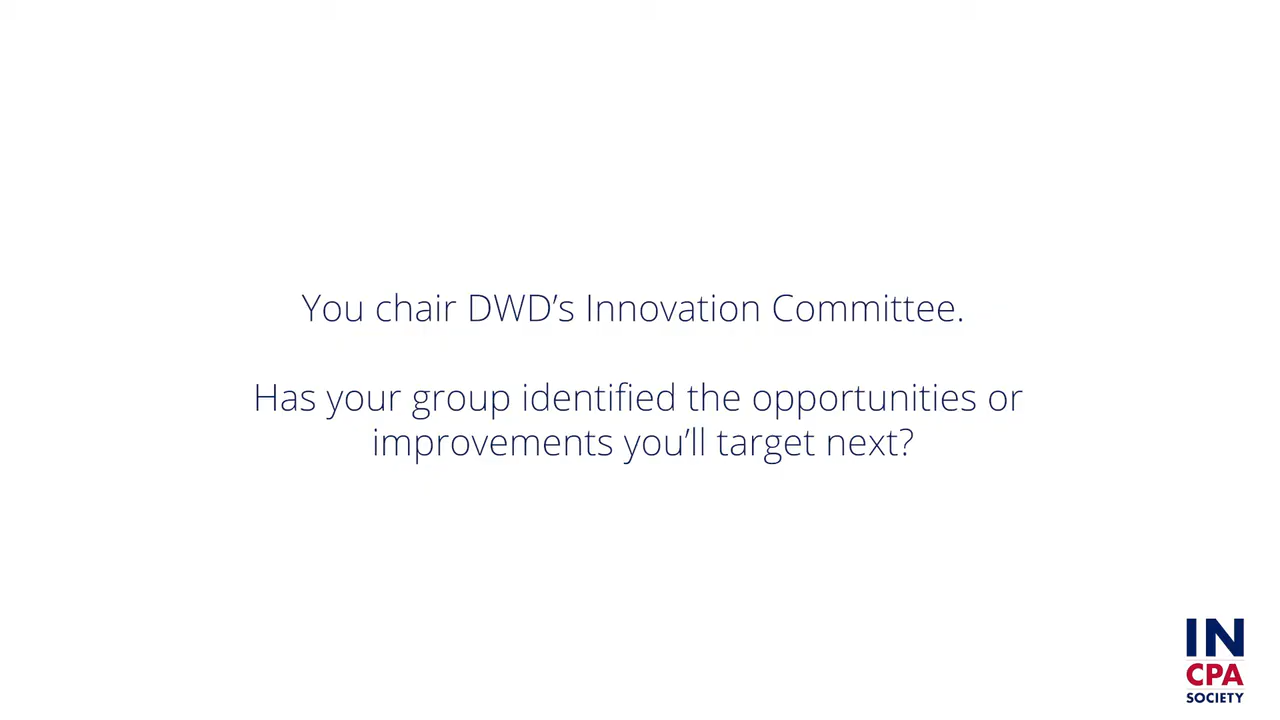 You chair DWD’s Innovation Committee.
Has your group identified the opportunities or
improvements you’ll target next?
IN
CPA
SOCIETY